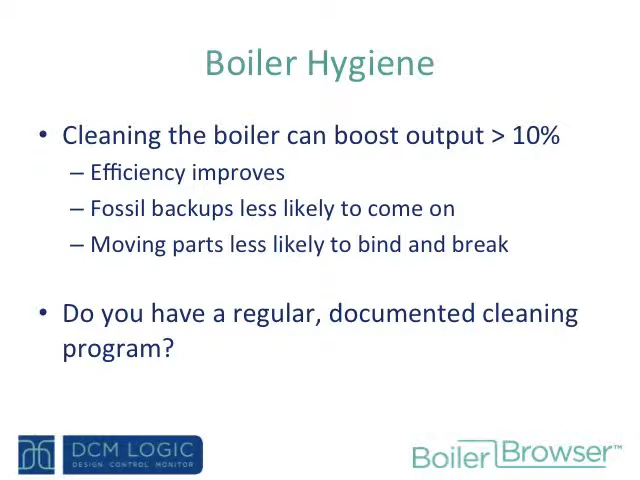 Boiler Hygiene
• Cleaning the boiler can boost output > 10%
– Efficiency improves
– Fossil backups less likely to come on
– Moving parts less likely to bind and break
• Do you have a regular, documented cleaning
program?
DCM LOGIC
DESIGN CONTROL MONITOR
BoilerBrowser™